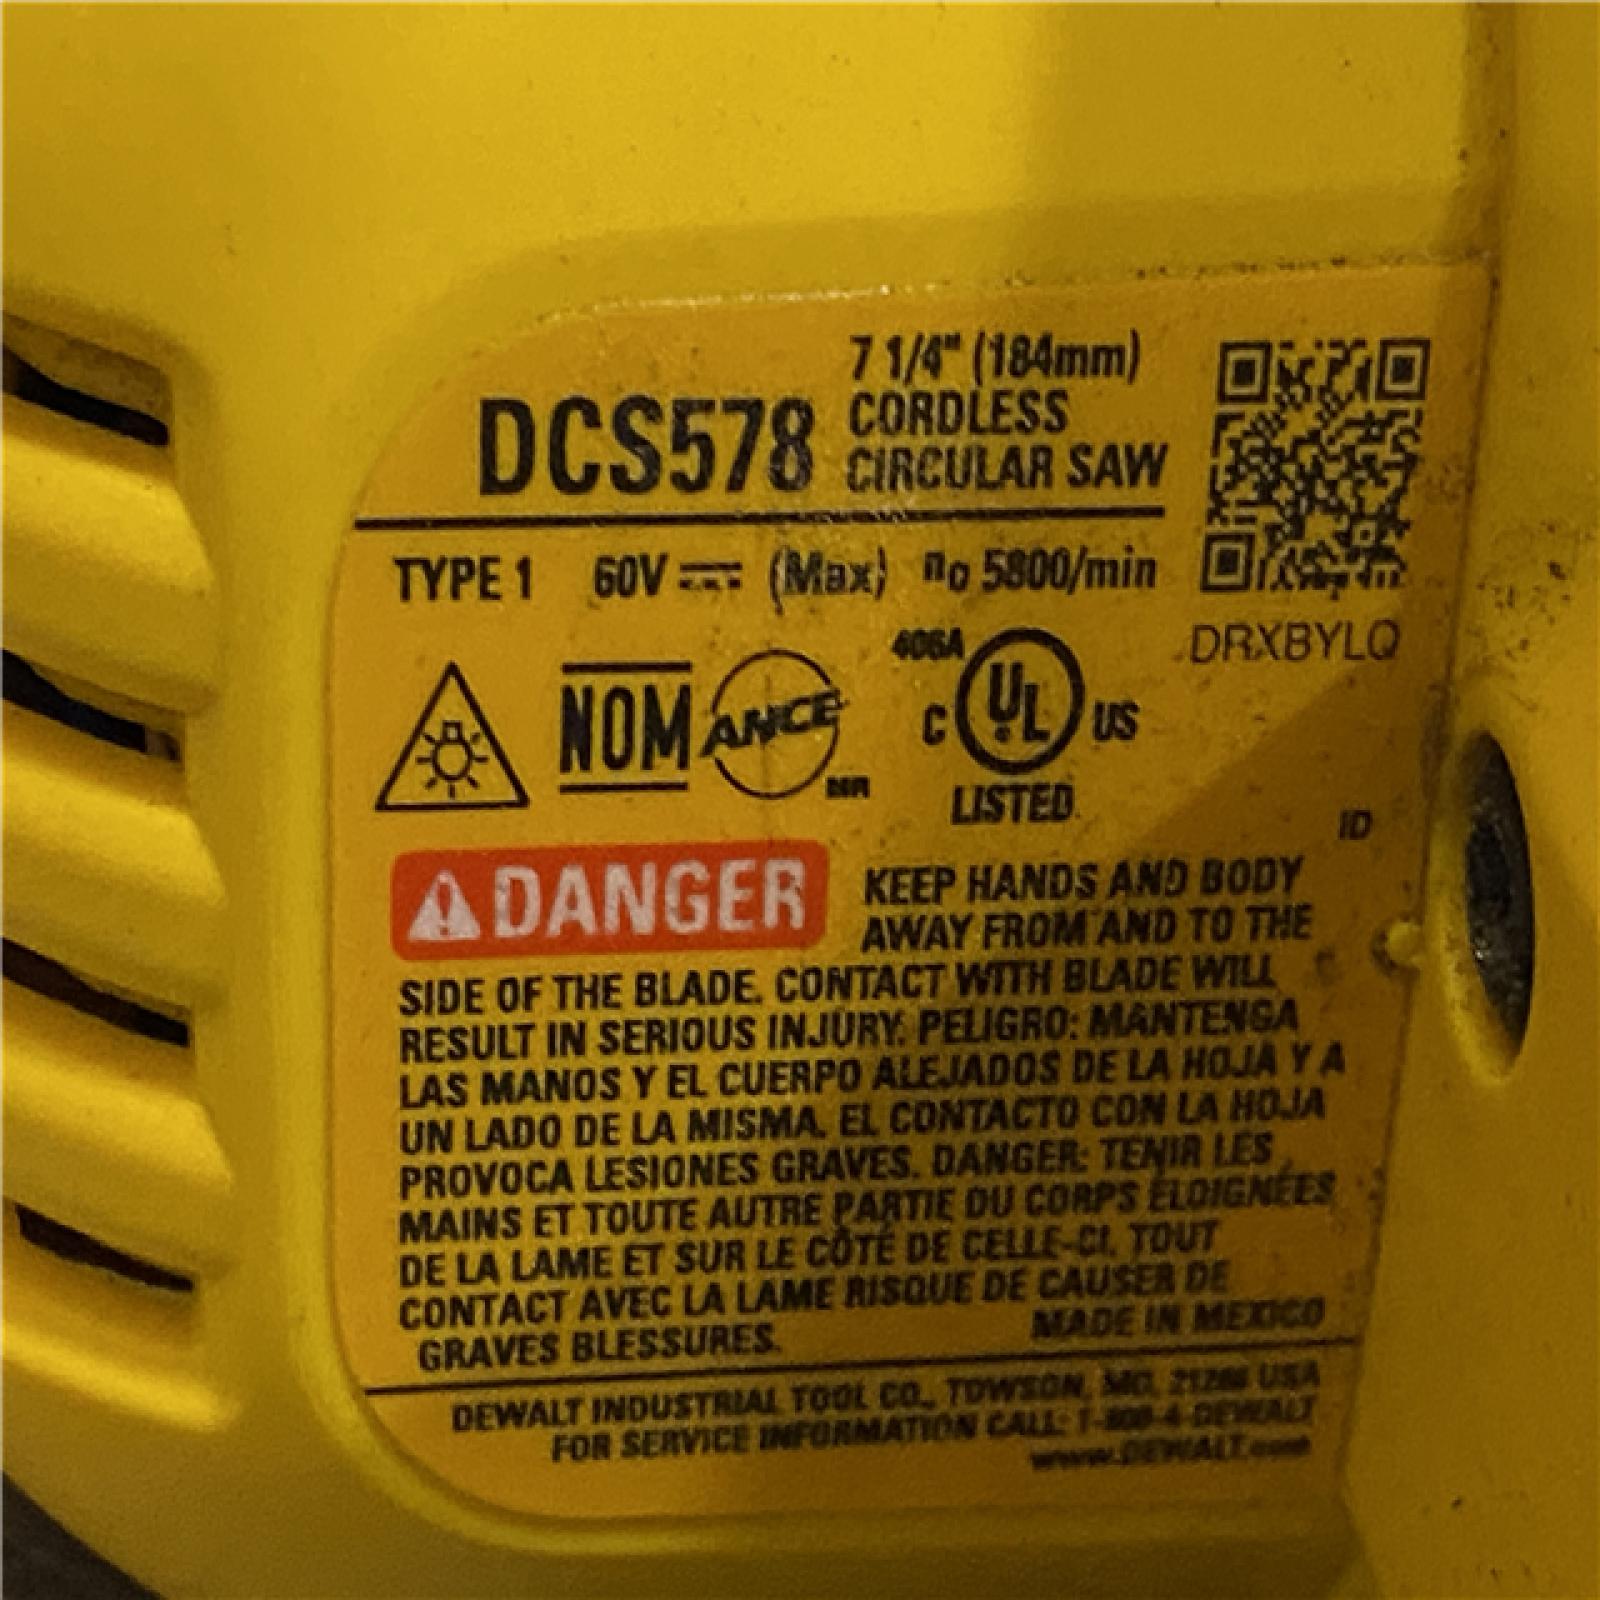 7 1/4" (184mm)
DCS578 CORDLESS
CIRCULAR SAW
TYPE 1 60V (Max) n₀ 5800/min
DRXBYLQ
NOM ANCE
406A
C UL US
LISTED
ID
DANGER KEEP HANDS AND BODY
AWAY FROM AND TO THE
SIDE OF THE BLADE. CONTACT WITH BLADE WILL
RESULT IN SERIOUS INJURY. PELIGRO: MANTENGA
LAS MANOS Y EL CUERPO ALEJADOS DE LA HOJA Y A
UN LADO DE LA MISMA. EL CONTACTO CON LA HOJA
PROVOCA LESIONES GRAVES. DANGER: TENIR LES
MAINS ET TOUTE AUTRE PARTIE DU CORPS ÉLOIGNÉES
DE LA LAME ET SUR LE CÔTÉ DE CELLE-CI. TOUT
CONTACT AVEC LA LAME RISQUE DE CAUSER DE
GRAVES BLESSURES. MADE IN MEXICO
DEWALT INDUSTRIAL TOOL CO., TOWSON, MD. 21286 USA
FOR SERVICE INFORMATION CALL: 1-800-4-DEWALT
www.DEWALT.com